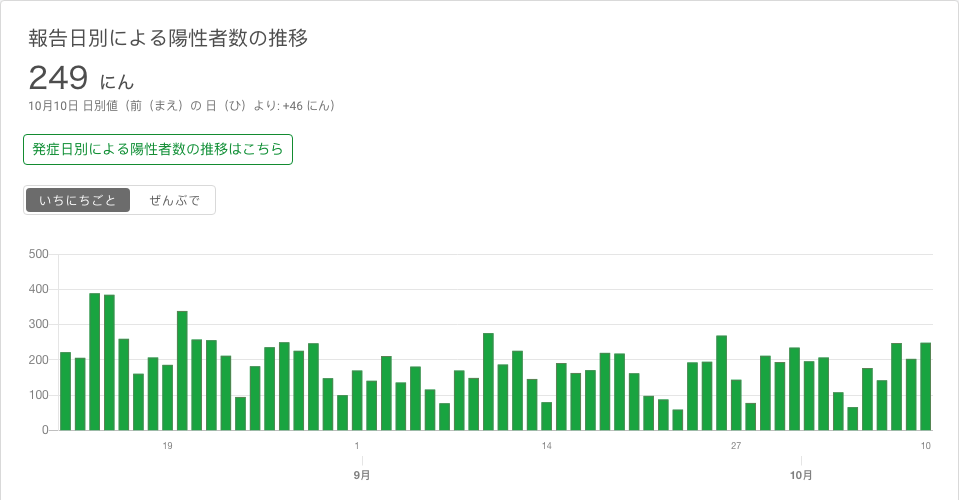 報告日別による陽性者数の推移
249 にん
10月10日 日別値（前（まえ）の 日（ひ）より: +46 にん）
発症日別による陽性者数の推移はこちら
いちにちごと ぜんぶで
500
400
300
200
100
0
19 1 14 27 10
9月 10月